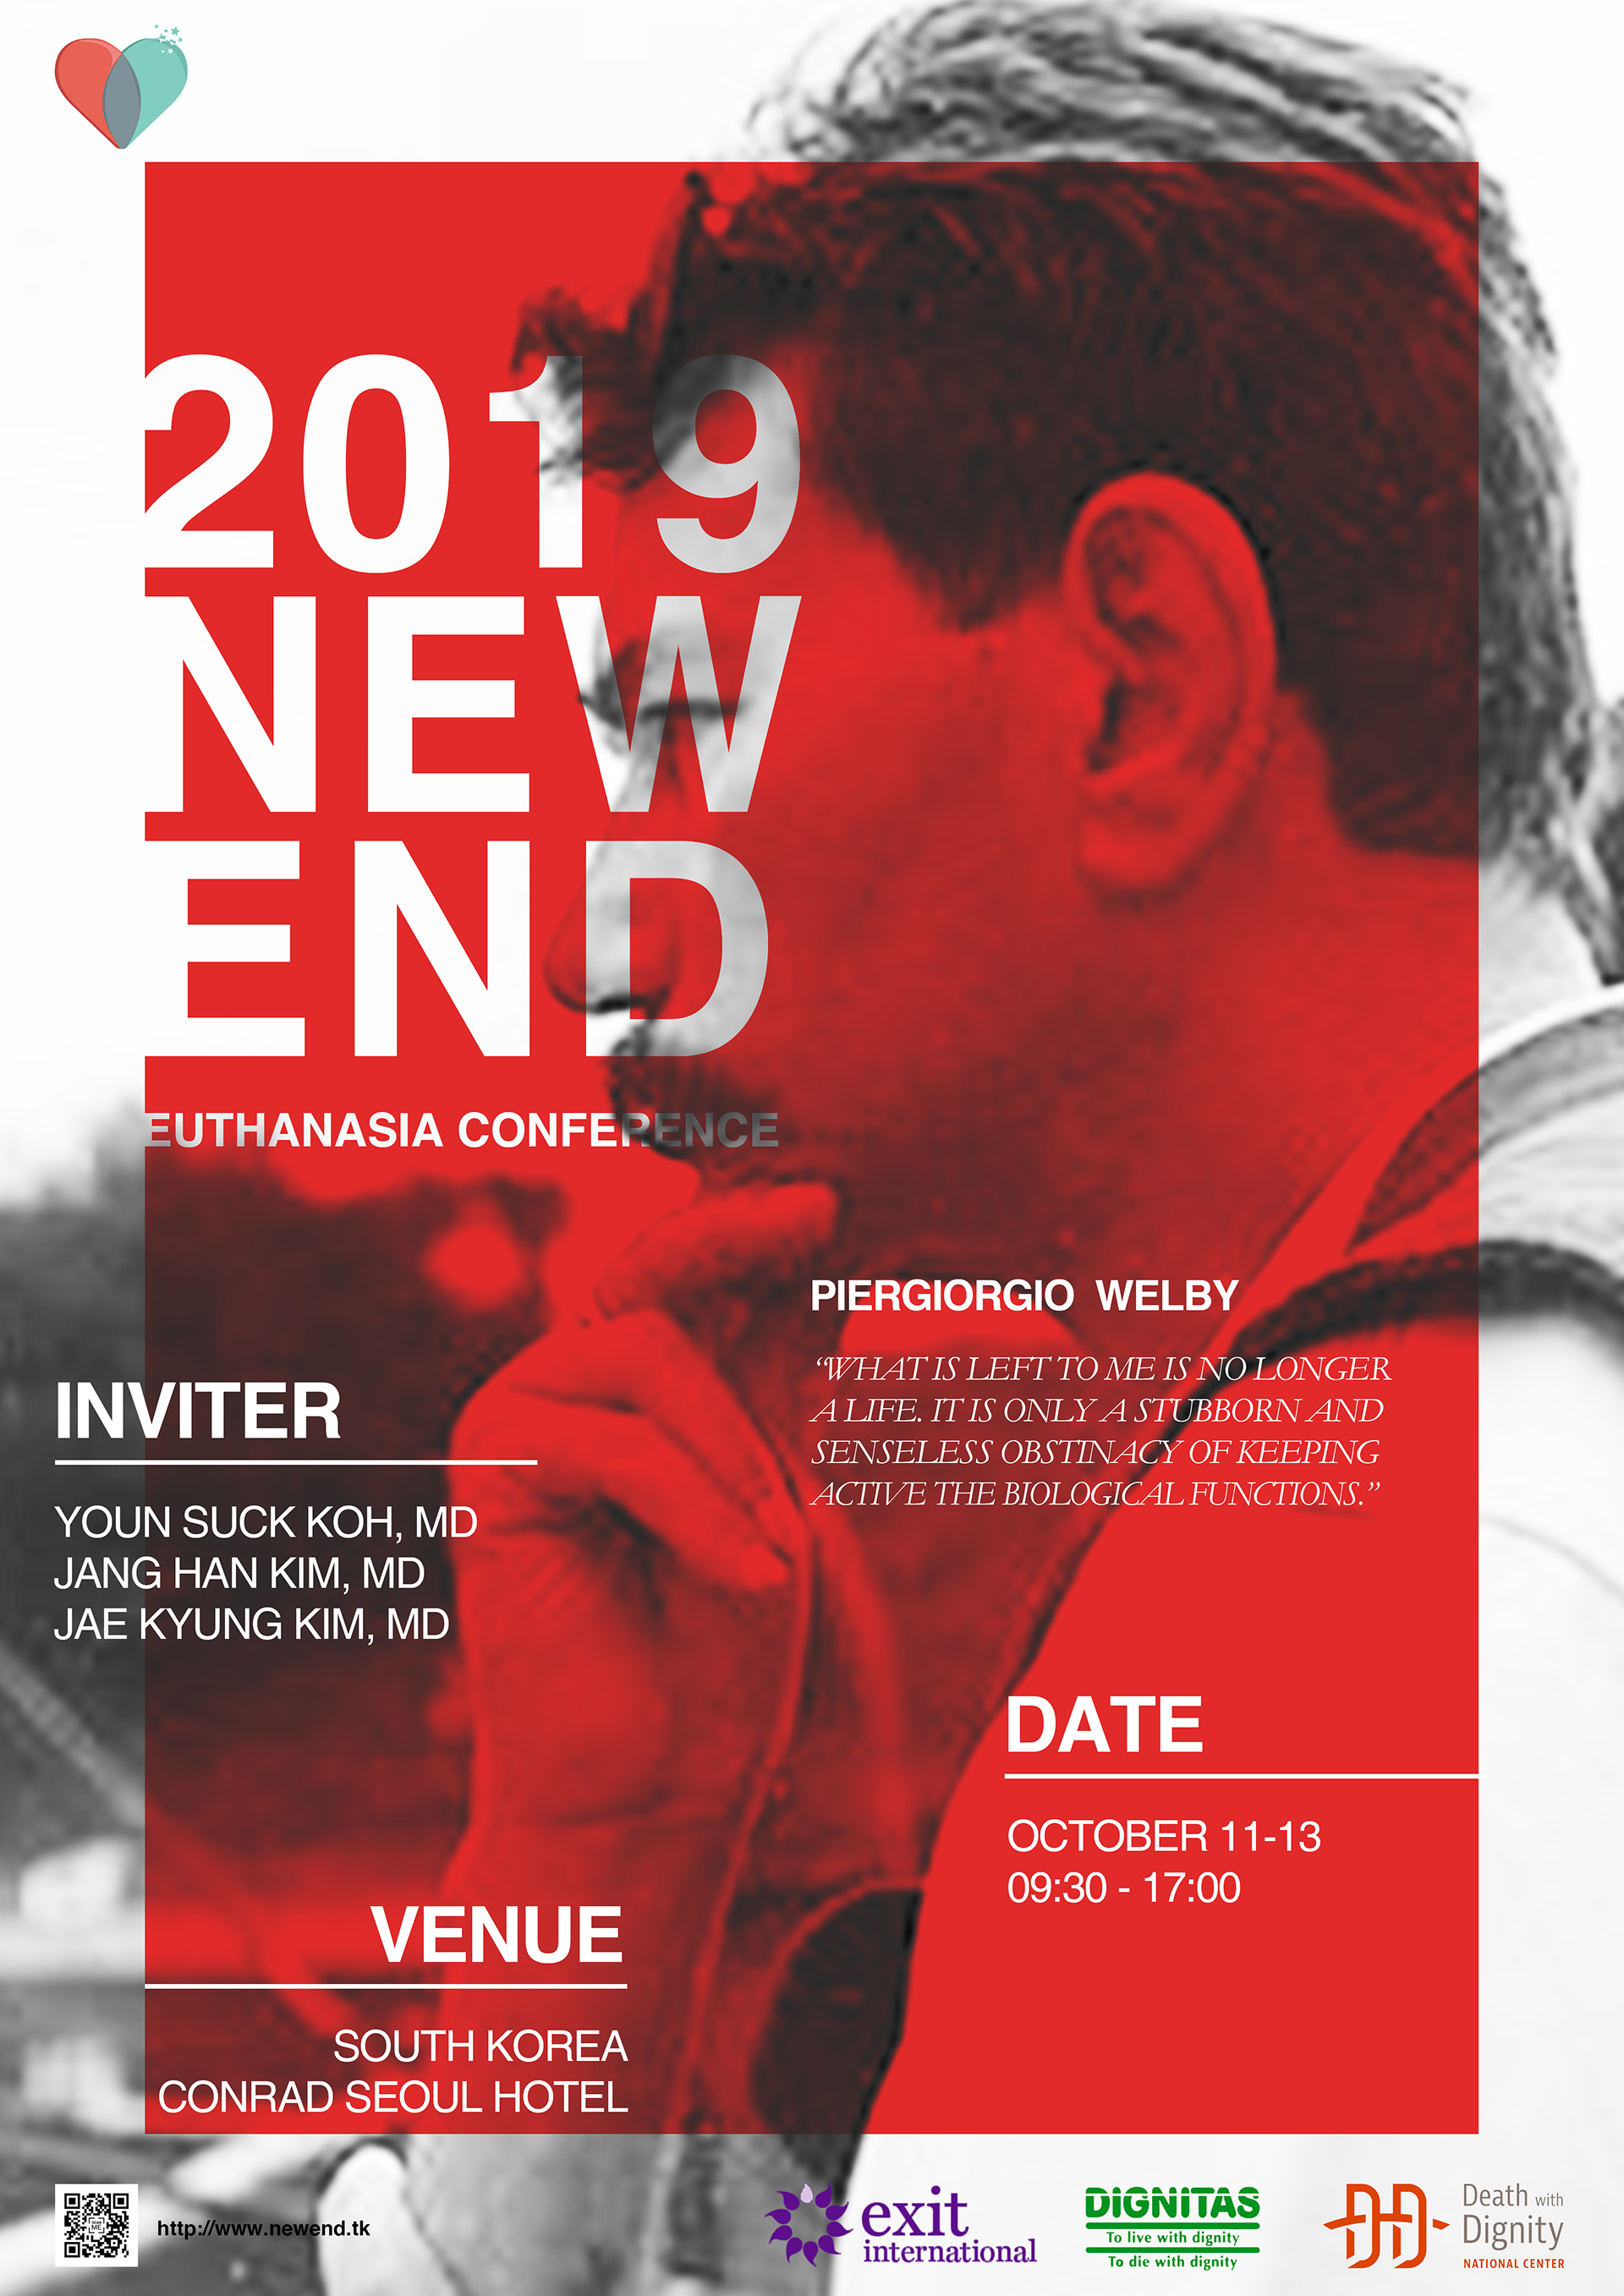 2019
NEW
END
EUTHANASIA CONFERENCE
PIERGIORGIO WELBY
“WHAT IS LEFT TO ME IS NO LONGER
A LIFE. IT IS ONLY A STUBBORN AND
SENSELESS OBSTINACY OF KEEPING
ACTIVE THE BIOLOGICAL FUNCTIONS.”
INVITER
YOUN SUCK KOH, MD
JANG HAN KIM, MD
JAE KYUNG KIM, MD
DATE
OCTOBER 11-13
09:30 - 17:00
VENUE
SOUTH KOREA
CONRAD SEOUL HOTEL
http://www.newend.tk
exit
international
DIGNITAS
To live with dignity
To die with dignity
Death with
Dignity
NATIONAL CENTER